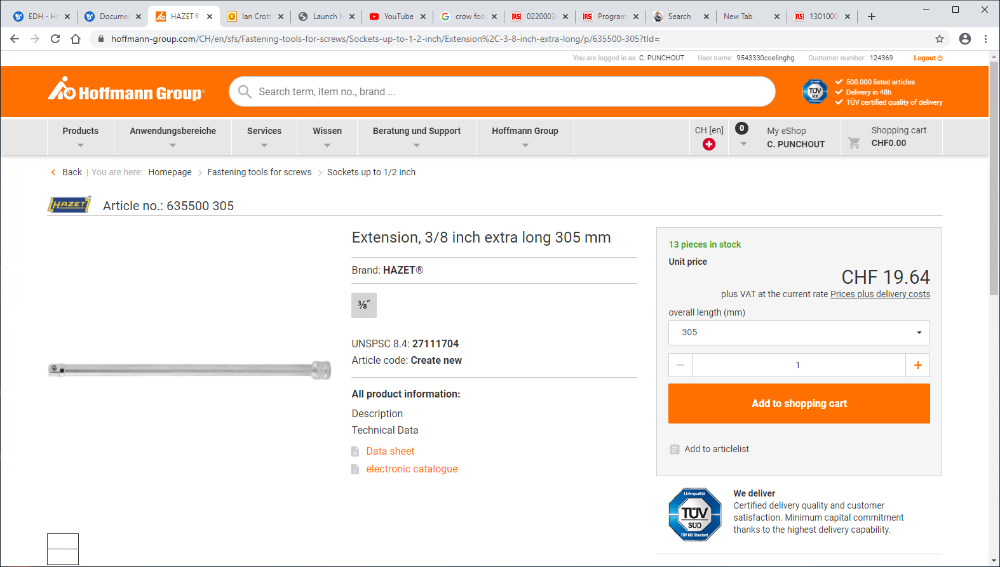 EDH - Ho
Documen
HAZET®
Ian Crott
Launch M
YouTube
crow foo
0220003
Program
Search
New Tab
1301000
hoffmann-group.com/CH/en/sfs/Fastening-tools-for-screws/Sockets-up-to-1-2-inch/Extension%2C-3-8-inch-extra-long/p/635500-305?tId=
You are logged in as C. PUNCHOUT User name: 9543330coelinghg Customer number: 124369 Logout
Hoffmann Group
Search term, item no., brand ...
TÜV SÜD
500.000 listed articles
Delivery in 48h
TÜV certified quality of delivery
Products
Anwendungsbereiche
Services
Wissen
Beratung und Support
Hoffmann Group
CH [en]
0
My eShop
C. PUNCHOUT
Shopping cart
CHF0.00
Back | You are here: Homepage Fastening tools for screws Sockets up to 1/2 inch
HAZET Article no.: 635500 305
Extension, 3/8 inch extra long 305 mm
Brand: HAZET®
⅜″
UNSPSC 8.4: 27111704
Article code: Create new
All product information:
Description
Technical Data
Data sheet
electronic catalogue
13 pieces in stock
Unit price
CHF 19.64
plus VAT at the current rate Prices plus delivery costs
overall length (mm)
305
1
Add to shopping cart
Add to articlelist
Lieferqualität
TÜV
SÜD
TÜV MS Standard
We deliver
Certified delivery quality and customer
satisfaction. Minimum capital commitment
thanks to the highest delivery capability.